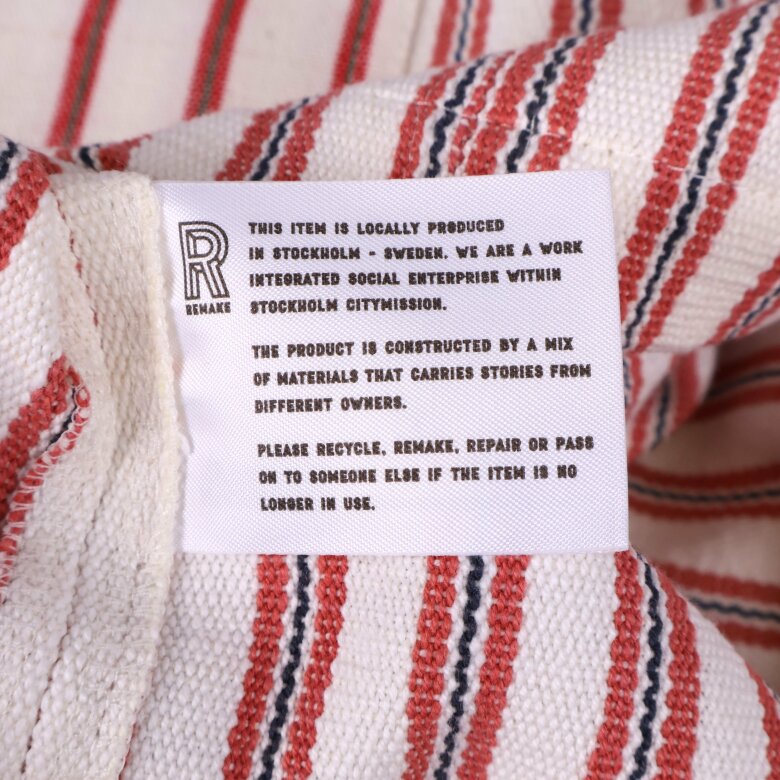 R
REMAKE
THIS ITEM IS LOCALLY PRODUCED
IN STOCKHOLM - SWEDEN. WE ARE A WORK
INTEGRATED SOCIAL ENTERPRISE WITHIN
STOCKHOLM CITYMISSION.
THE PRODUCT IS CONSTRUCTED BY A MIX
OF MATERIALS THAT CARRIES STORIES FROM
DIFFERENT OWNERS.
PLEASE RECYCLE, REMAKE, REPAIR OR PASS
ON TO SOMEONE ELSE IF THE ITEM IS NO
LONGER IN USE.